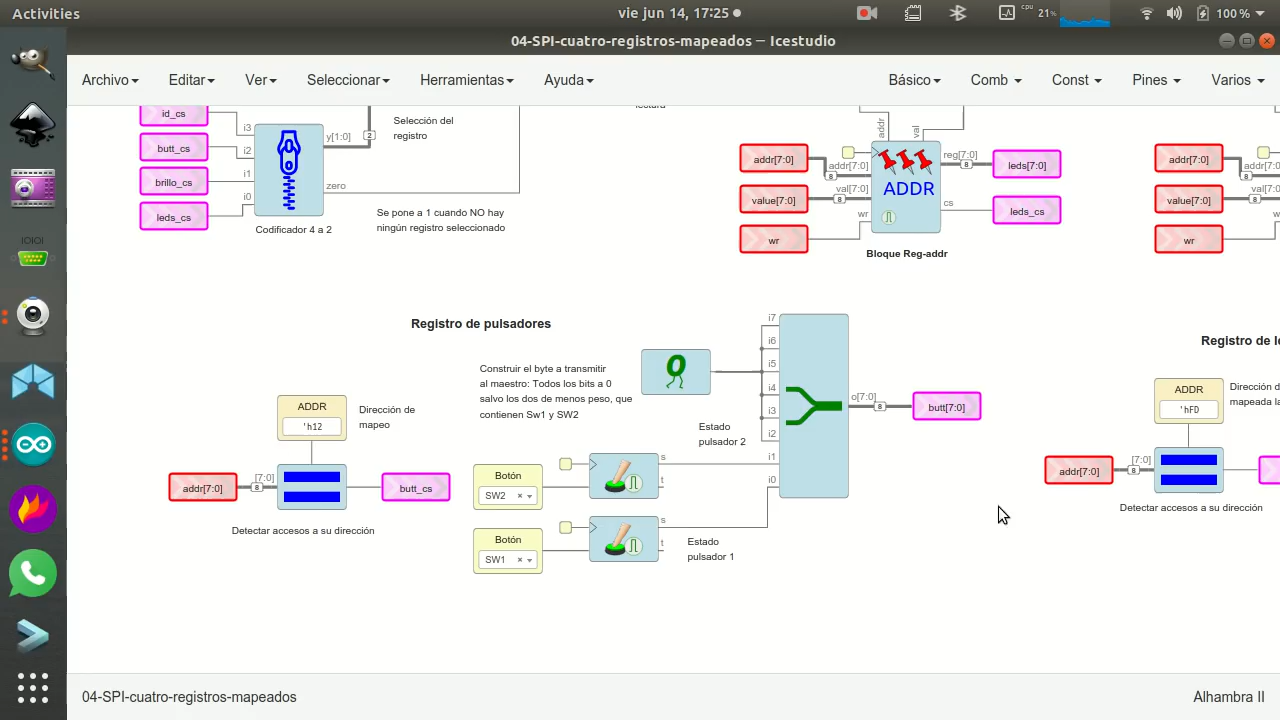 Activities
vie jun 14, 17:25
cpu
21%
100 %
04-SPI-cuatro-registros-mapeados — Icestudio
Archivo
Editar
Ver
Seleccionar
Herramientas
Ayuda
Básico
Comb
Const
Pines
Varios
id_cs
butt_cs
brillo_cs
leds_cs
i3
i2
i1
i0
y[1:0]
2
zero
Selección del
registro
Se pone a 1 cuando NO hay
ningún registro seleccionado
Codificador 4 a 2
lectura
addr
val
addr[7:0]
value[7:0]
wr
addr[7:0]
8
val[7:0]
8
wr
ADDR
reg[7:0]
8
cs
leds[7:0]
leds_cs
Bloque Reg-addr
addr[7:0]
value[7:0]
wr
8
val[7:0]
8
wr
IOIOI
Registro de pulsadores
Construir el byte a transmitir
al maestro: Todos los bits a 0
salvo los dos de menos peso, que
contienen Sw1 y SW2
0
i7
i6
i5
i4
i3
i2
i1
i0
o[7:0]
8
butt[7:0]
Estado
pulsador 2
ADDR
'h12
Dirección de
mapeo
addr[7:0]
[7:0]
8
butt_cs
Detectar accesos a su dirección
Botón
SW2
s
t
Botón
SW1
s
t
Estado
pulsador 1
Registro de le
ADDR
'hFD
Dirección d
mapeada la
addr[7:0]
[7:0]
8
Detectar accesos a su dirección
04-SPI-cuatro-registros-mapeados
Alhambra II